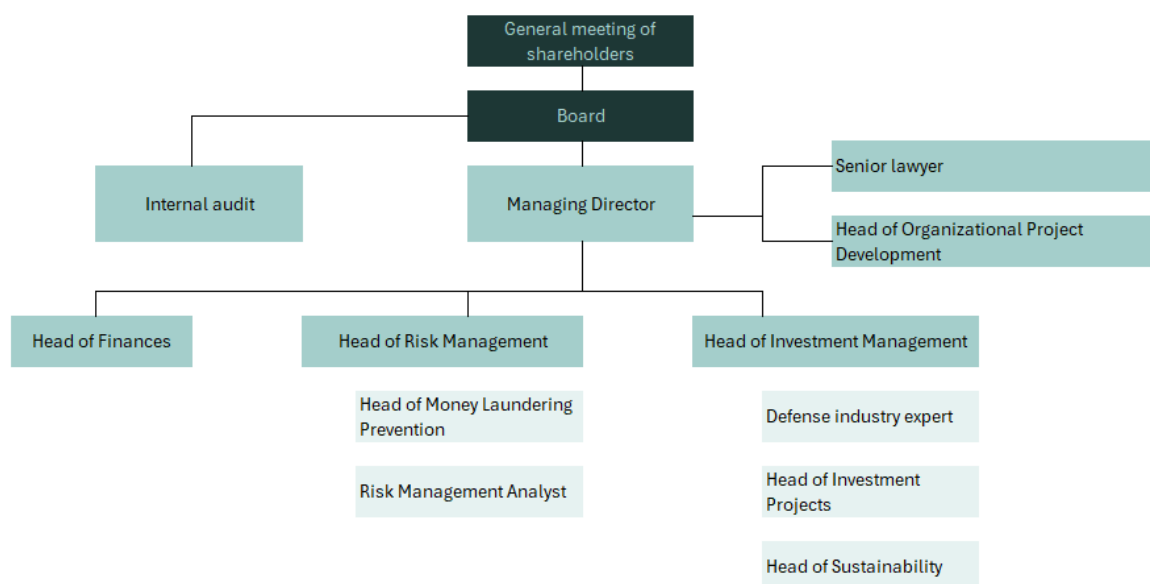 General meeting of
shareholders
Board
Internal audit
Managing Director
Senior lawyer
Head of Organizational Project
Development
Head of Finances
Head of Risk Management
Head of Investment Management
Head of Money Laundering
Prevention
Risk Management Analyst
Defense industry expert
Head of Investment
Projects
Head of Sustainability